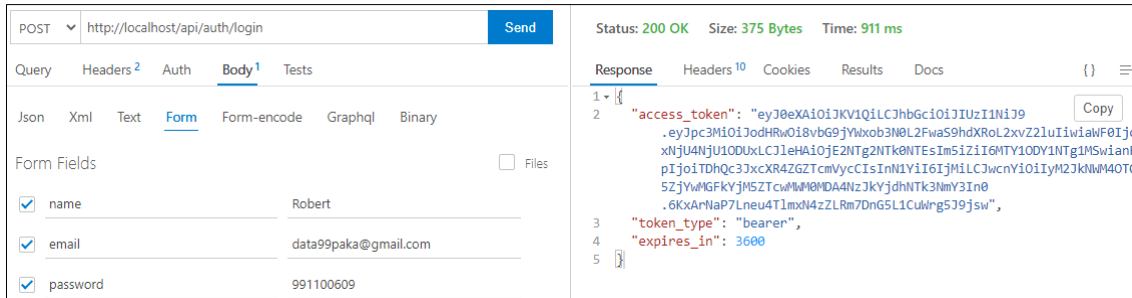 POST http://localhost/api/auth/login Send
Status: 200 OK Size: 375 Bytes Time: 911 ms
Query Headers 2 Auth Body 1 Tests
Response Headers 10 Cookies Results Docs { }
Json Xml Text Form Form-encode Graphql Binary
Form Fields Files
name Robert
email data99paka@gmail.com
password 991100609
Copy
1 {
2 "access_token": "eyJ0eXAiOiJKV1QiLCJhbGciOiJIUzI1NiJ9
3 "token_type": "bearer",
4 "expires_in": 3600
5 }